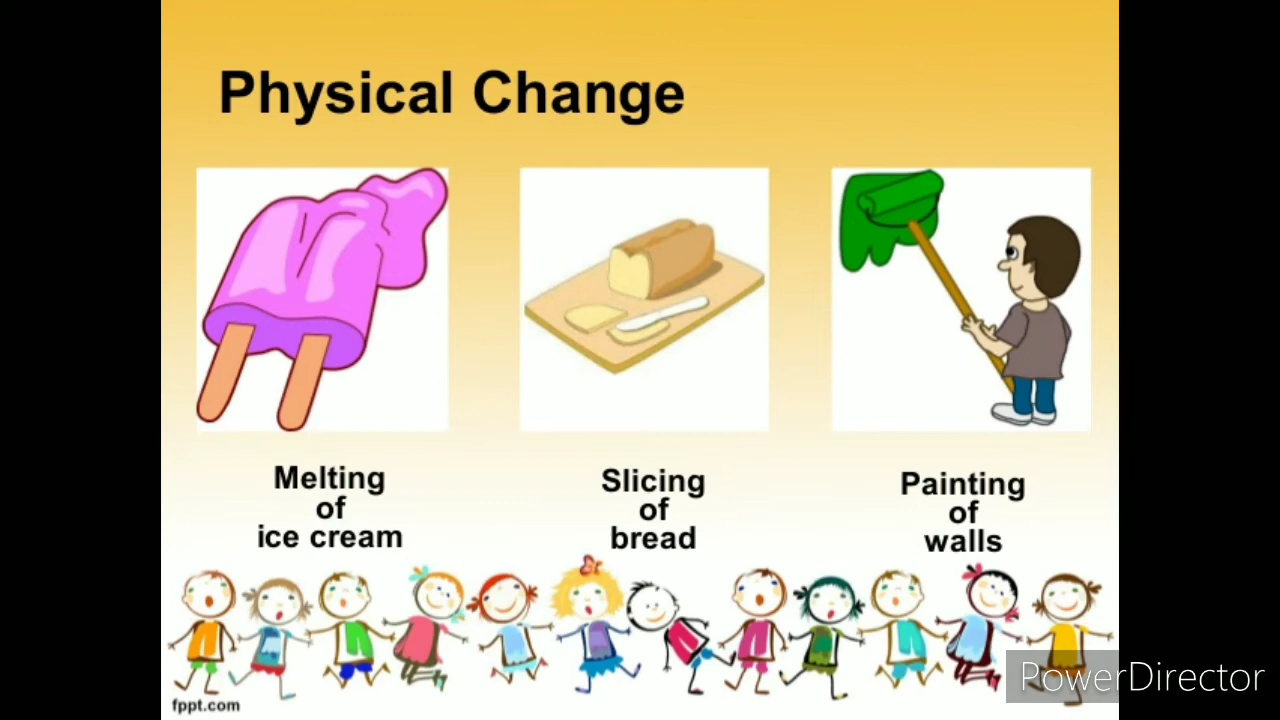 Physical Change
Melting
of
ice cream
Slicing
of
bread
Painting
of
walls
fppt.com
PowerDirector